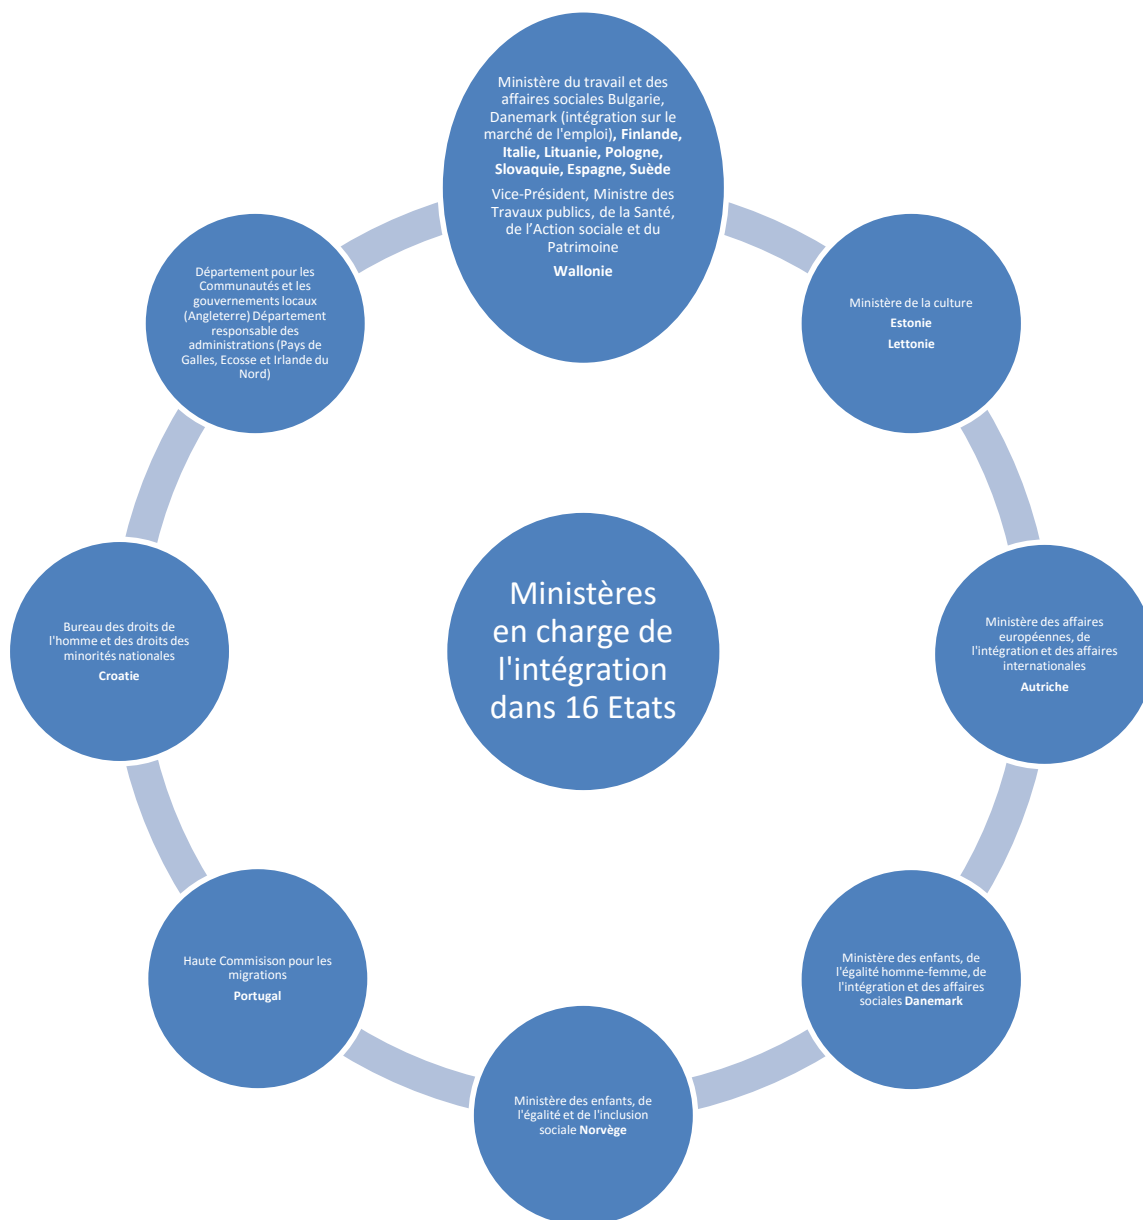 Ministère du travail et des
affaires sociales Bulgarie,
Danemark (intégration sur le
marché de l'emploi), Finlande,
Italie, Lituanie, Pologne,
Slovaquie, Espagne, Suède
Vice-Président, Ministre des
Travaux publics, de la Santé,
de l’Action sociale et du
Patrimoine
Wallonie
Ministère de la culture
Estonie
Lettonie
Ministère des affaires
européennes, de
l'intégration et des affaires
internationales
Autriche
Ministère des enfants, de
l'égalité homme-femme, de
l'intégration et des affaires
sociales Danemark
Ministère des enfants, de
l'égalité et de l'inclusion
sociale Norvège
Haute Commisison pour les
migrations
Portugal
Bureau des droits de
l'homme et des droits des
minorités nationales
Croatie
Département pour les
Communautés et les
gouvernements locaux
(Angleterre) Département
responsable des
administrations (Pays de
Galles, Ecosse et Irlande du
Nord)
Ministères
en charge de
l'intégration
dans 16 Etats